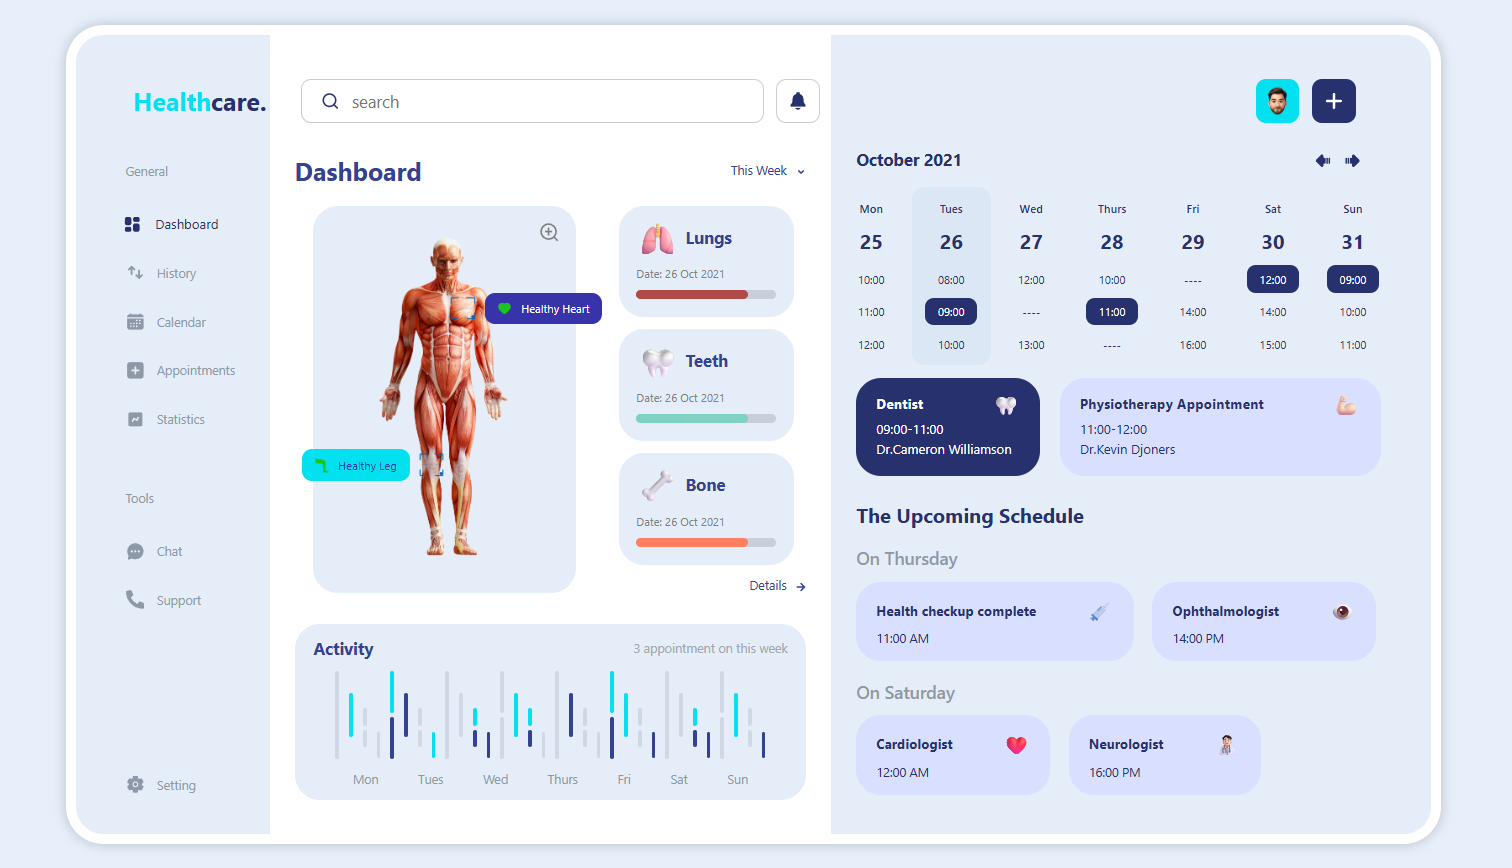 Healthcare.
General
Dashboard
History
Calendar
Appointments
Statistics
Tools
Chat
Support
Setting
search
Dashboard
This Week
Healthy Heart
Healthy Leg
Lungs
Date: 26 Oct 2021
Teeth
Date: 26 Oct 2021
Bone
Date: 26 Oct 2021
Details
Activity
3 appointment on this week
Mon Tues Wed Thurs Fri Sat Sun
October 2021
Mon Tues Wed Thurs Fri Sat Sun
25 26 27 28 29 30 31
10:00 08:00 12:00 10:00 ---- 12:00 09:00
11:00 09:00 ---- 11:00 14:00 14:00 10:00
12:00 10:00 13:00 ---- 16:00 15:00 11:00
Dentist
09:00-11:00
Dr.Cameron Williamson
Physiotherapy Appointment
11:00-12:00
Dr.Kevin Djoners
The Upcoming Schedule
On Thursday
Health checkup complete
11:00 AM
Ophthalmologist
14:00 PM
On Saturday
Cardiologist
12:00 AM
Neurologist
16:00 PM